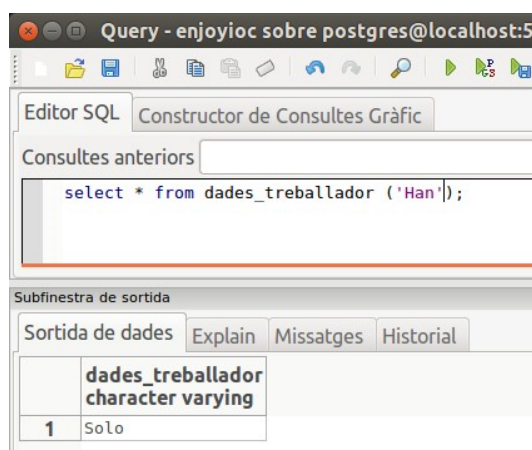 Query - enjoyioc sobre postgres@localhost:5
Editor SQL Constructor de Consultes Gràfic
Consultes anteriors
select * from dades_treballador ('Han');
Subfinestra de sortida
Sortida de dades Explain Missatges Historial
dades_treballador
character varying
1 Solo